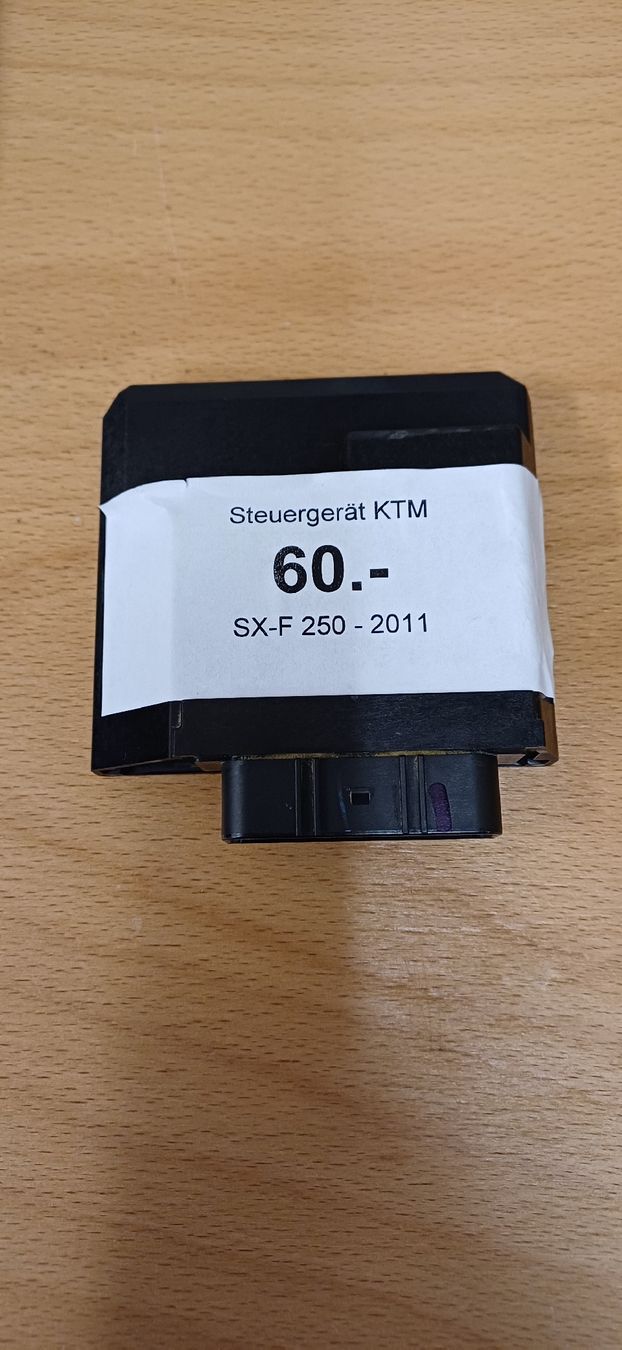 Steuergerät KTM
60.-
SX-F 250 - 2011